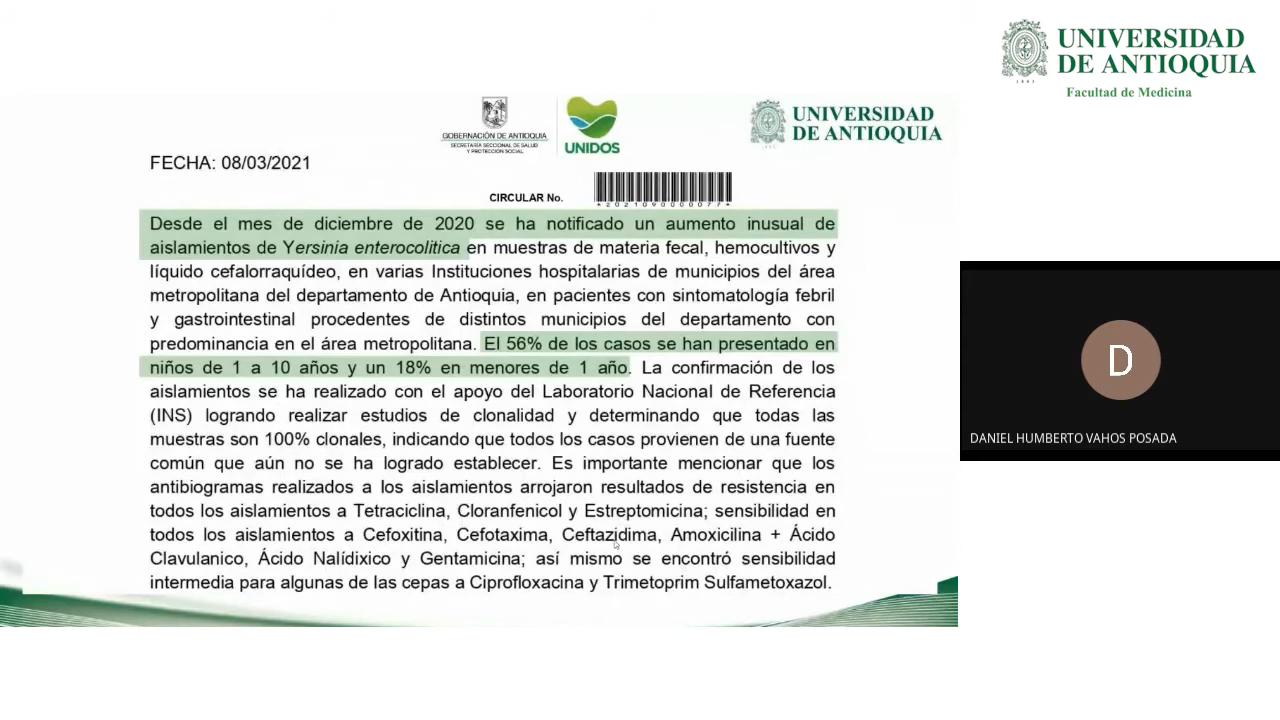 UNIVERSIDAD
DE ANTIOQUIA
Facultad de Medicina
GOBERNACIÓN DE ANTIOQUIA
SECRETARÍA SECCIONAL DE SALUD
Y PROTECCIÓN SOCIAL
UNIDOS
UNIVERSIDAD
DE ANTIOQUIA
FECHA: 08/03/2021
CIRCULAR No.
Desde el mes de diciembre de 2020 se ha notificado un aumento inusual de
aislamientos de Yersinia enterocolitica en muestras de materia fecal, hemocultivos y
líquido cefalorraquídeo, en varias Instituciones hospitalarias de municipios del área
metropolitana del departamento de Antioquia, en pacientes con sintomatología febril
y gastrointestinal procedentes de distintos municipios del departamento con
predominancia en el área metropolitana. El 56% de los casos se han presentado en
niños de 1 a 10 años y un 18% en menores de 1 año. La confirmación de los
aislamientos se ha realizado con el apoyo del Laboratorio Nacional de Referencia
(INS) logrando realizar estudios de clonalidad y determinando que todas las
muestras son 100% clonales, indicando que todos los casos provienen de una fuente
común que aún no se ha logrado establecer. Es importante mencionar que los
antibiogramas realizados a los aislamientos arrojaron resultados de resistencia en
todos los aislamientos a Tetraciclina, Cloranfenicol y Estreptomicina; sensibilidad en
todos los aislamientos a Cefoxitina, Cefotaxima, Ceftazidima, Amoxicilina + Ácido
Clavulanico, Ácido Nalídixico y Gentamicina; así mismo se encontró sensibilidad
intermedia para algunas de las cepas a Ciprofloxacina y Trimetoprim Sulfametoxazol.
D
DANIEL HUMBERTO VAHOS POSADA